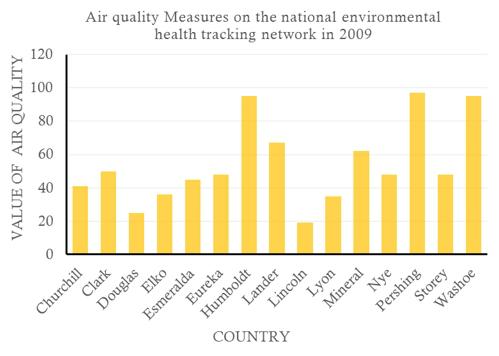 Air quality Measures on the national environmental
health tracking network in 2009
VALUE OF AIR QUALITY
120
100
80
60
40
20
0
Churchill
Clark
Douglas
Elko
Esmeralda
Eureka
Humboldt
Lander
Lincoln
Lyon
Mineral
Nye
Pershing
Storey
Washoe
COUNTRY